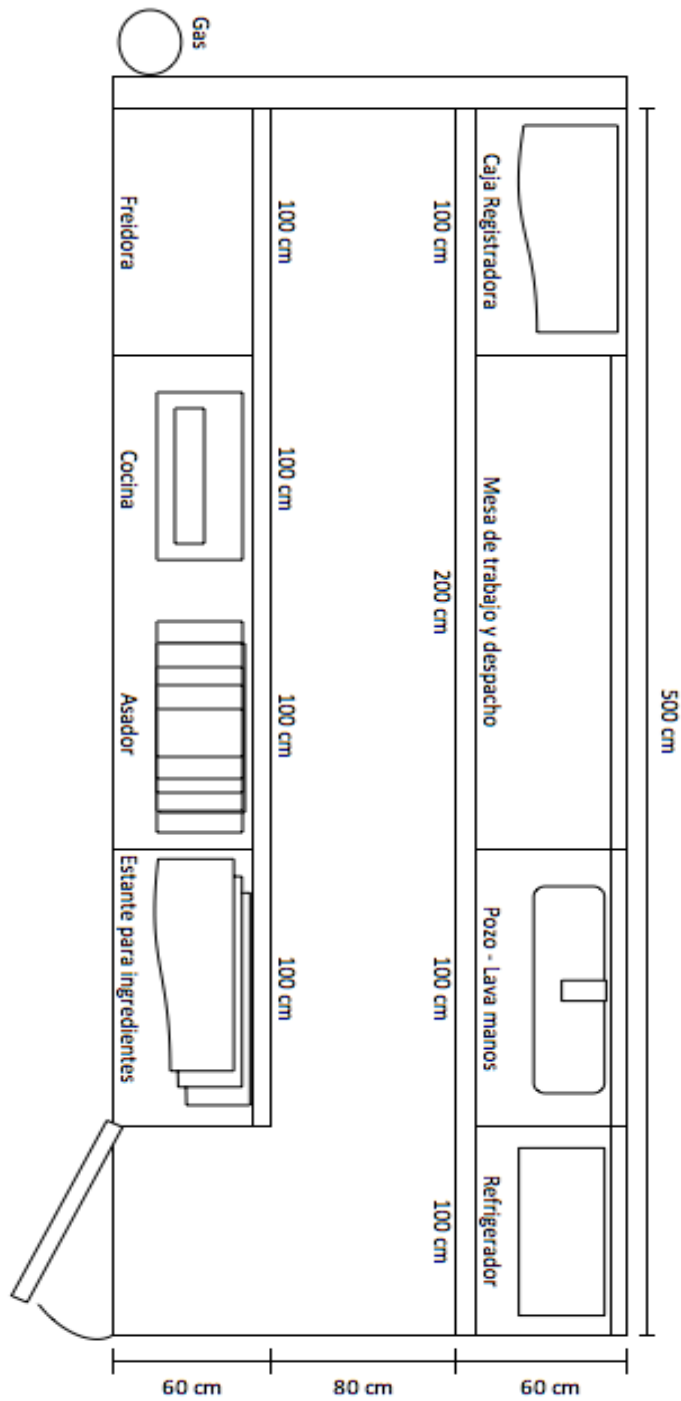 Gas
Caja Registradora
Mesa de trabajo y despacho
Pozo - Lava manos
Refrigerador
500 cm
100 cm
200 cm
100 cm
100 cm
100 cm
100 cm
100 cm
100 cm
Freidora
Cocina
Asador
Estante para ingredientes
60 cm
80 cm
60 cm